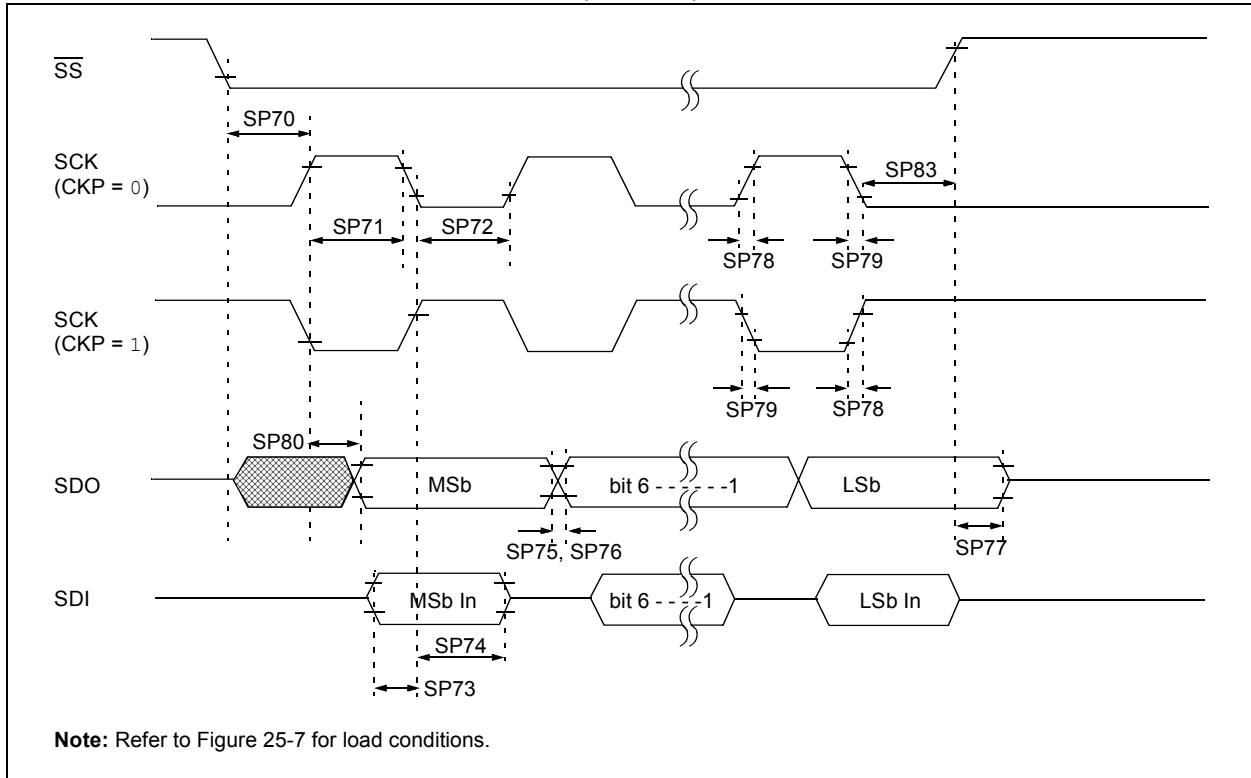 SS
SP70
SCK
(CKP = 0)
SP83
SP71
SP72
SP78
SP79
SCK
(CKP = 1)
SP79
SP78
SP80
SDO
MSb
bit 6 - - - - - -1
LSb
SP75, SP76
SP77
SDI
MSb In
bit 6 - - - -1
LSb In
SP74
SP73
Note: Refer to Figure 25-7 for load conditions.